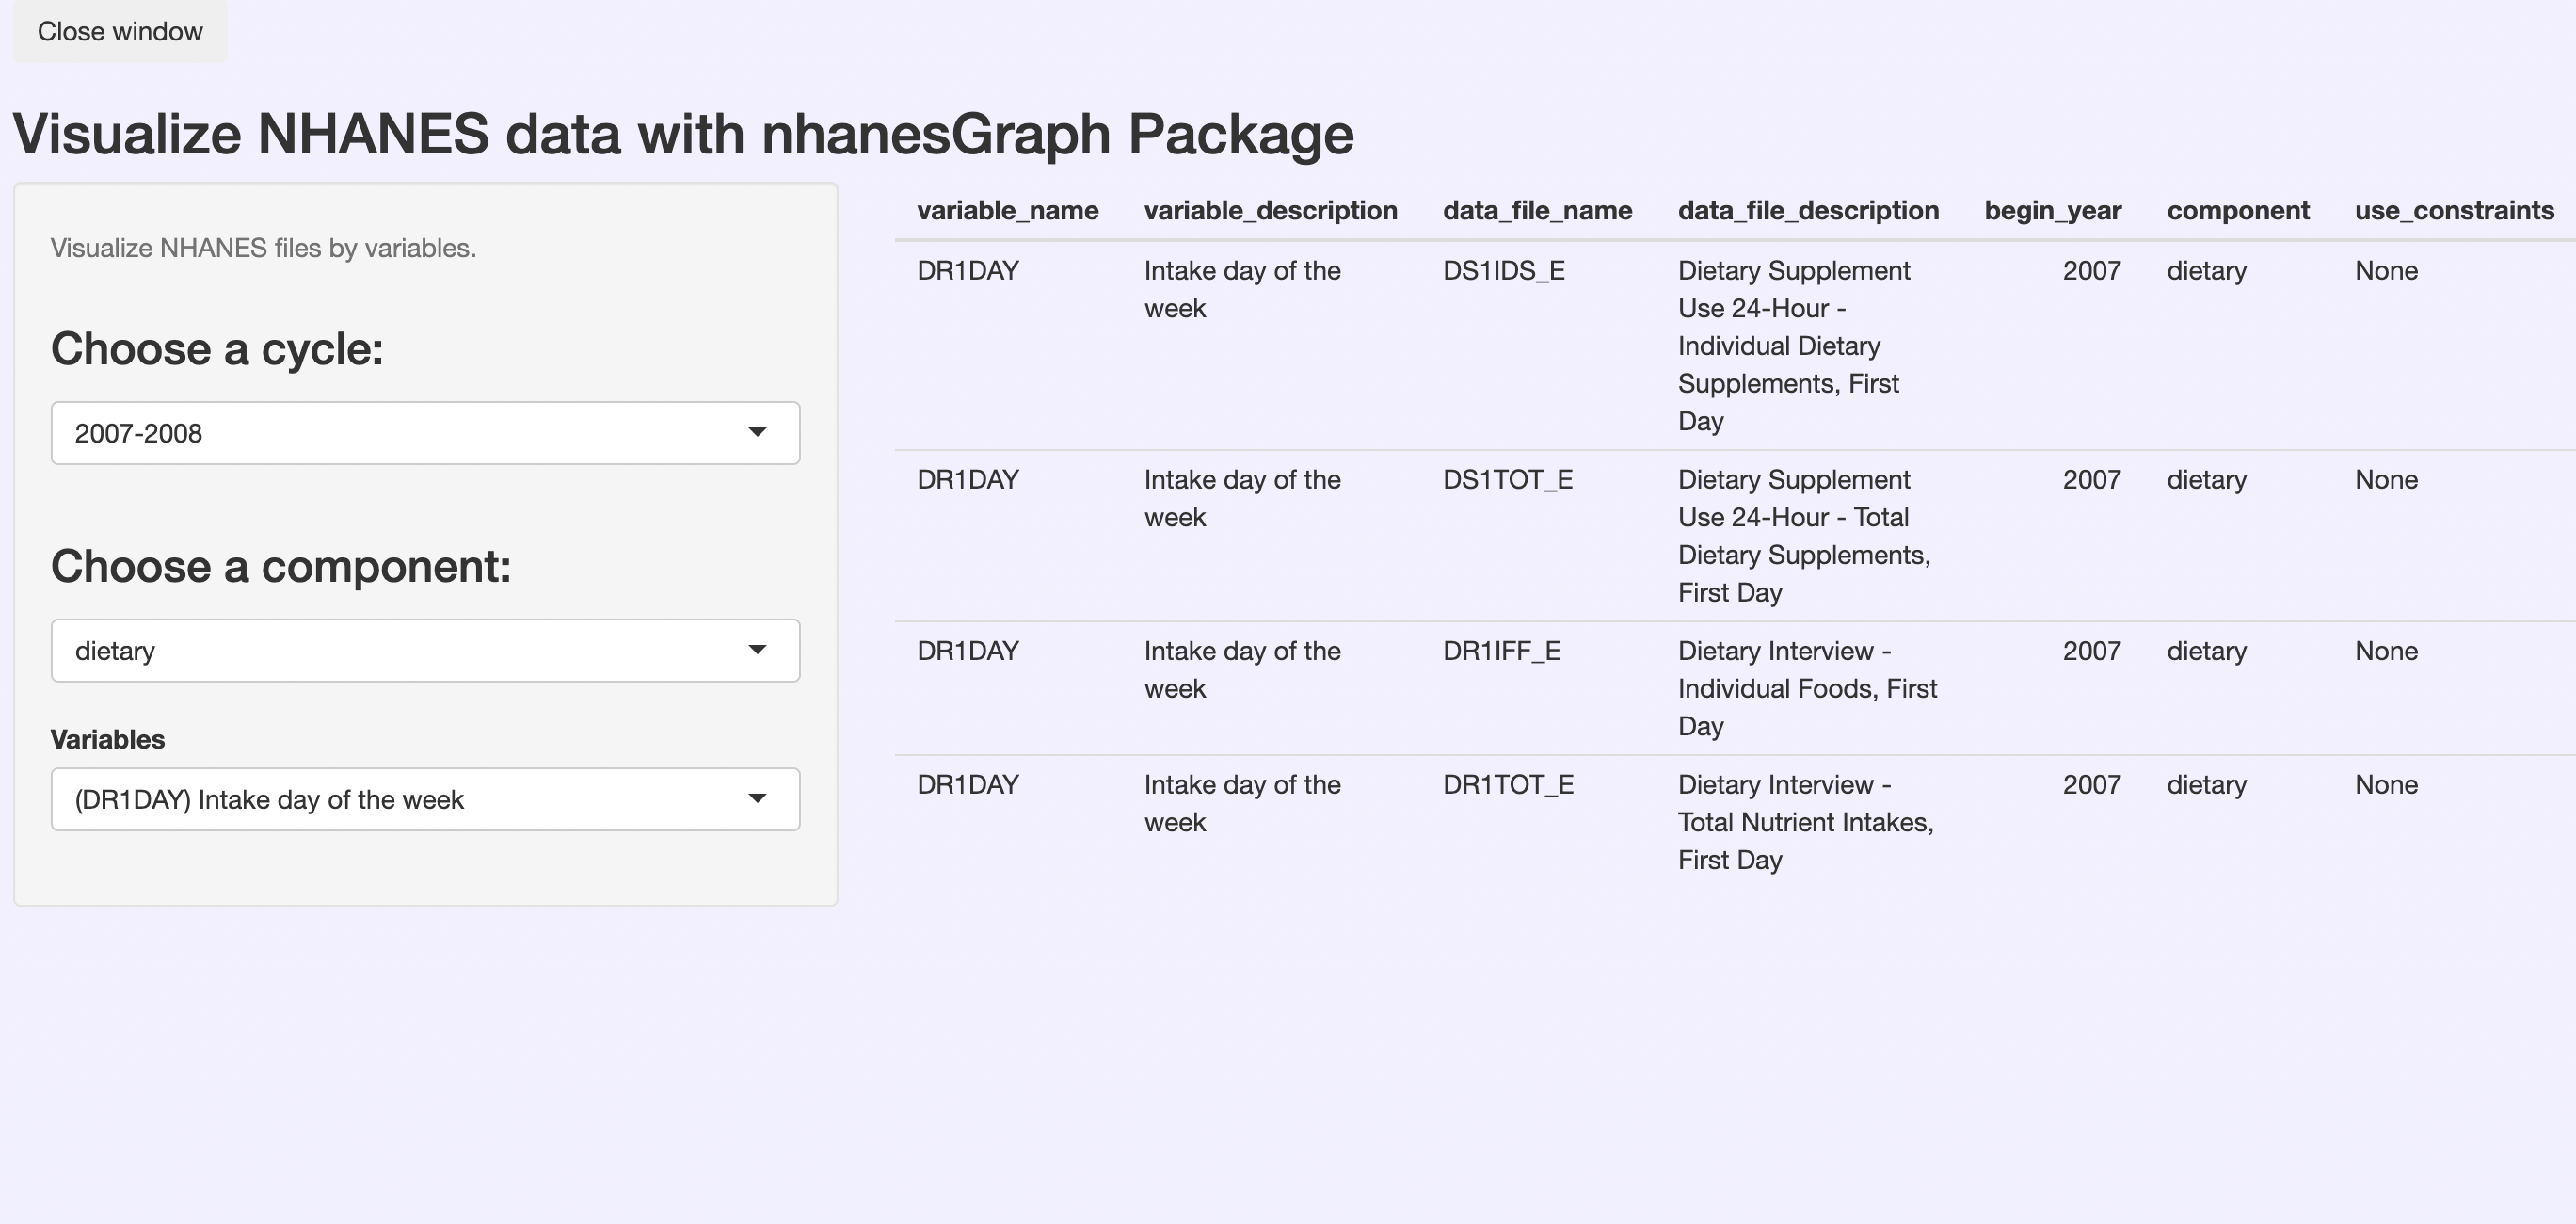 Close window
Visualize NHANES data with nhanesGraph Package
Visualize NHANES files by variables.
Choose a cycle:
2007-2008
Choose a component:
dietary
Variables
(DR1DAY) Intake day of the week
variable_name variable_description data_file_name data_file_description begin_year component use_constraints
DR1DAY Intake day of the DS1IDS_E Dietary Supplement 2007 dietary None
week Use 24-Hour -
Individual Dietary
Supplements, First
Day
DR1DAY Intake day of the DS1TOT_E Dietary Supplement 2007 dietary None
week Use 24-Hour - Total
Dietary Supplements,
First Day
DR1DAY Intake day of the DR1IFF_E Dietary Interview - 2007 dietary None
week Individual Foods, First
Day
DR1DAY Intake day of the DR1TOT_E Dietary Interview - 2007 dietary None
week Total Nutrient Intakes,
First Day